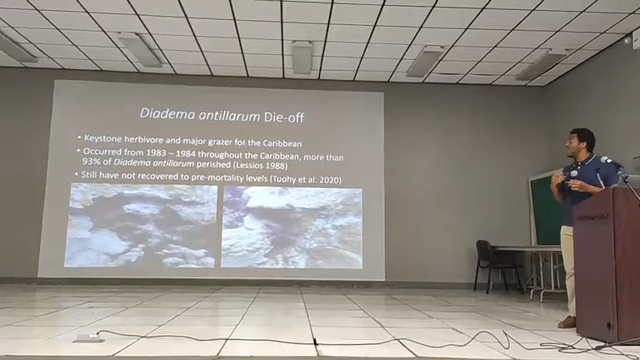 Diadema antillarum Die-off
• Keystone herbivore and major grazer for the Caribbean
• Occurred from 1983 – 1984 throughout the Caribbean, more than
93% of Diadema antillarum perished (Lessios 1988)
• Still have not recovered to pre-mortality levels (Tuohy et al. 2020)